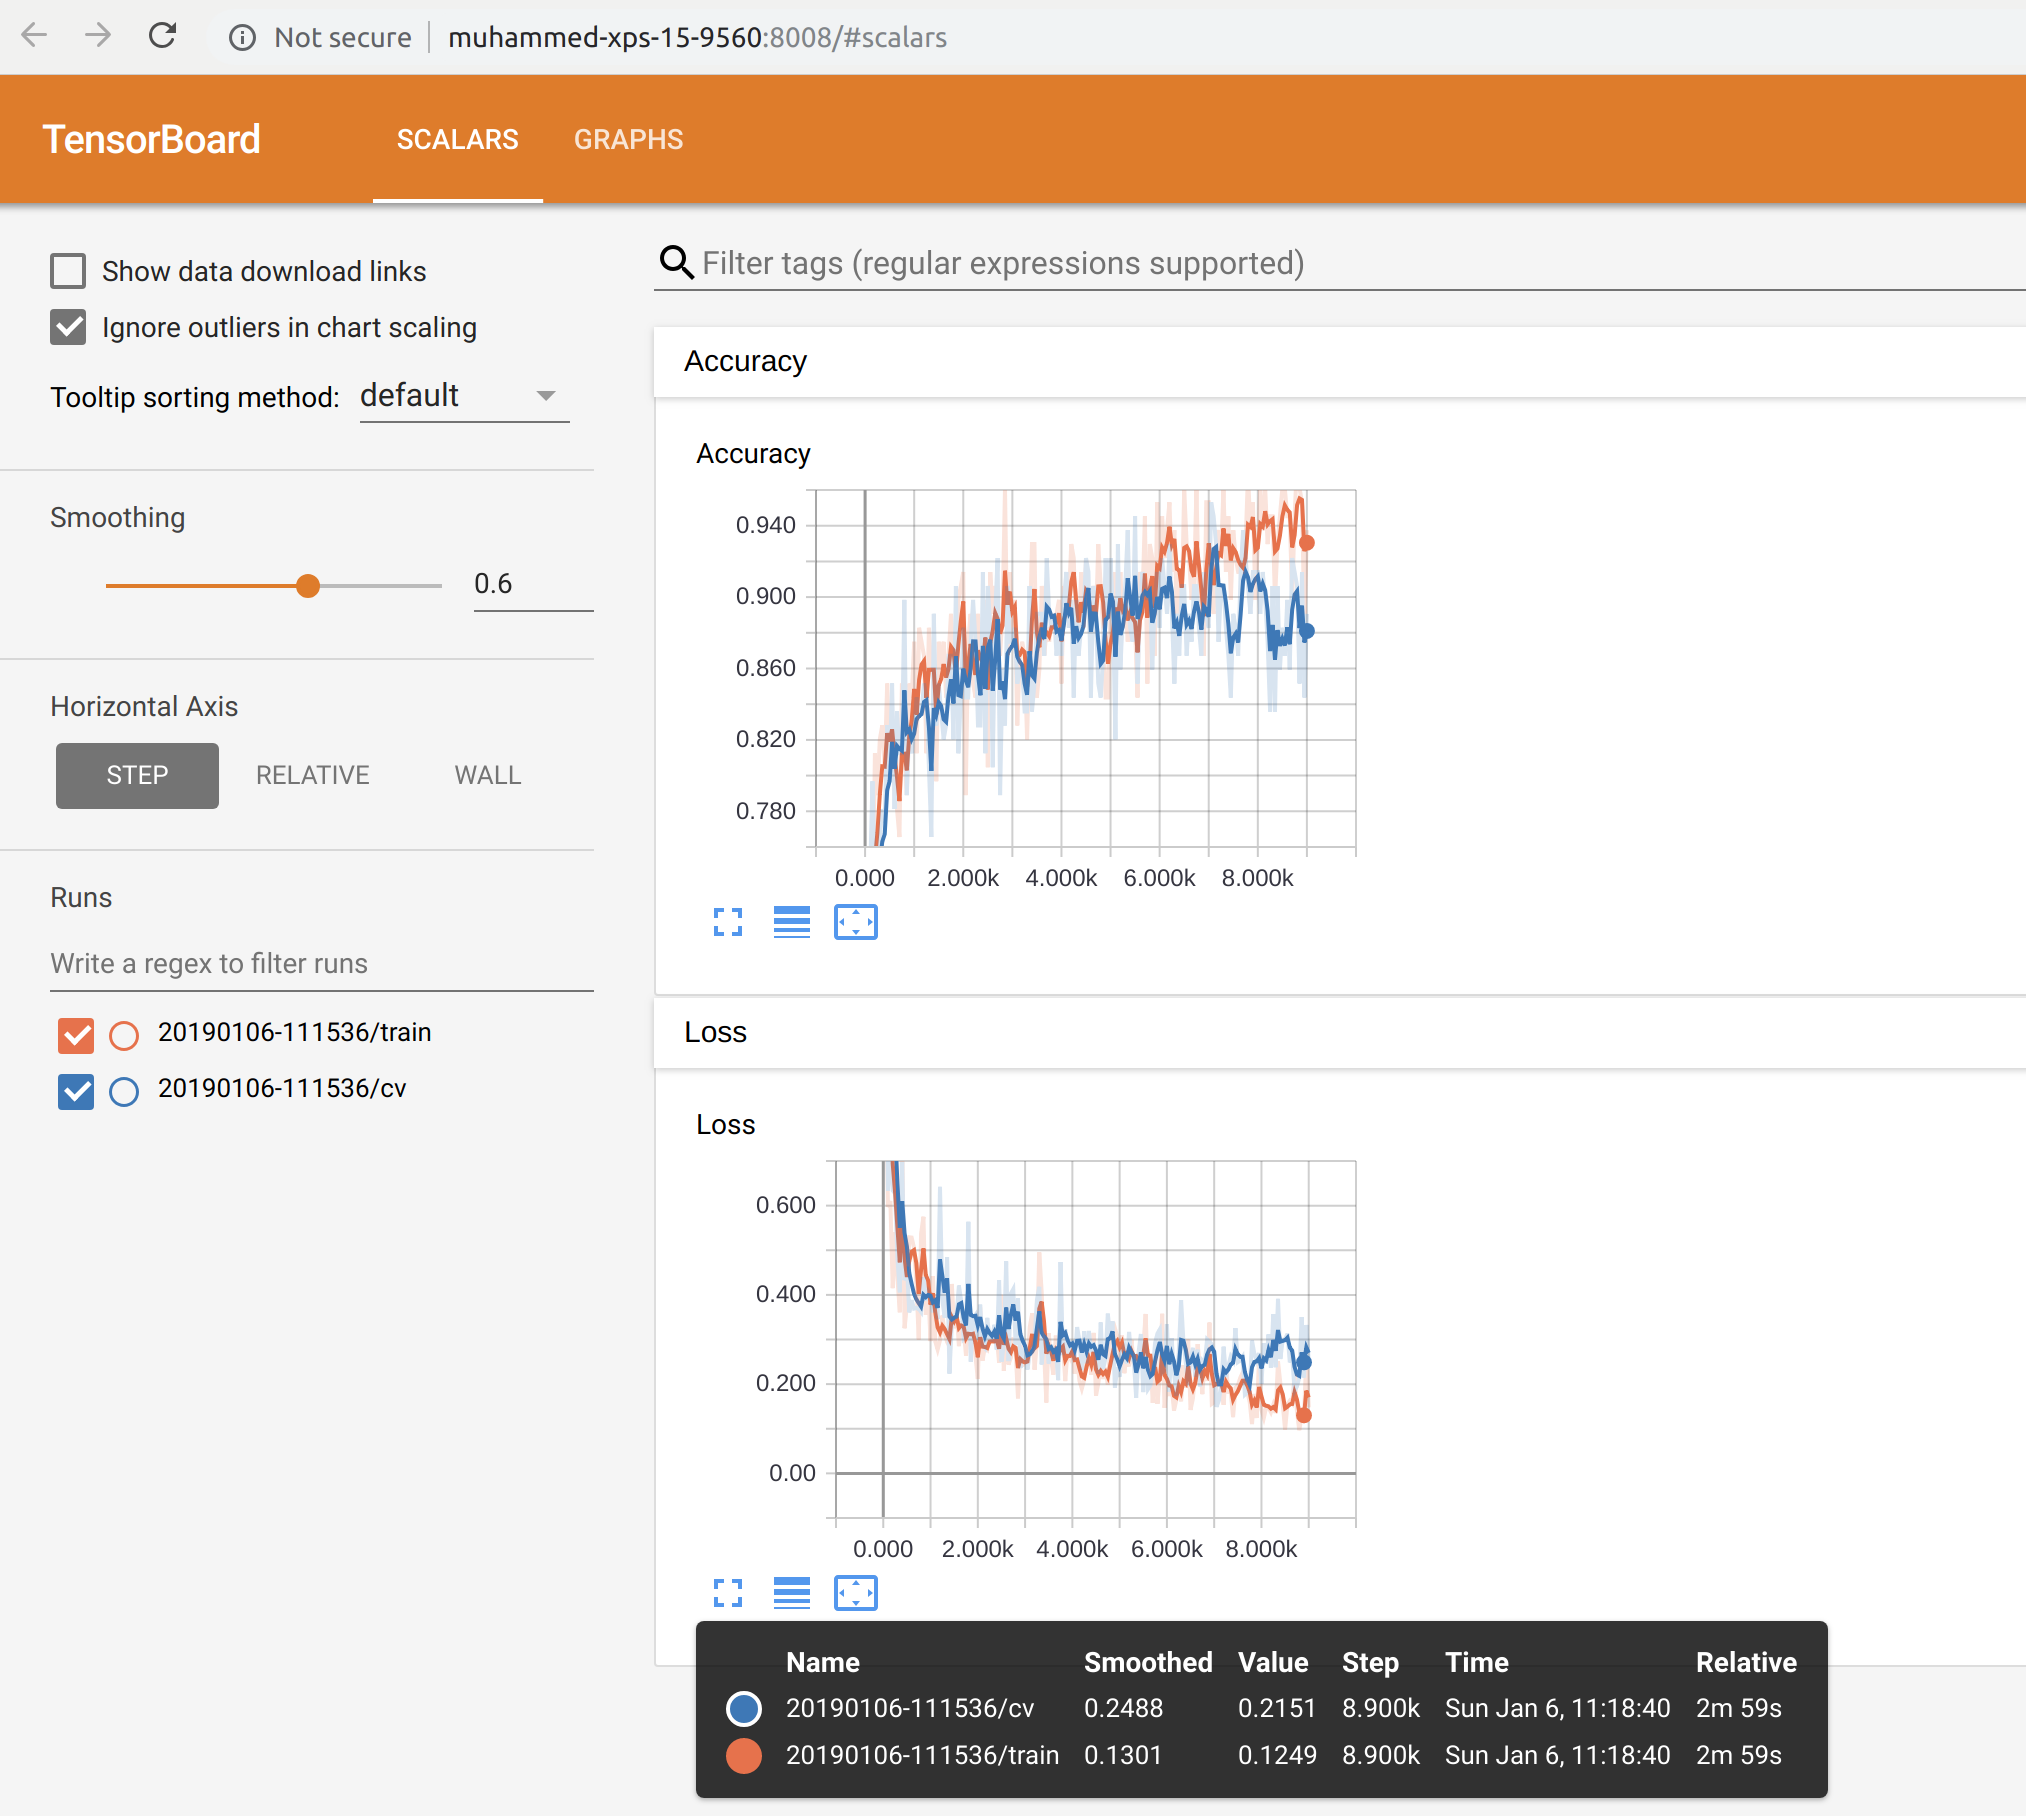 Not secure muhammed-xps-15-9560:8008/#scalars
TensorBoard SCALARS GRAPHS
Show data download links
Ignore outliers in chart scaling
Tooltip sorting method: default
Smoothing
0.6
Horizontal Axis
STEP RELATIVE WALL
Runs
Write a regex to filter runs
20190106-111536/train
20190106-111536/cv
Filter tags (regular expressions supported)
Accuracy
Accuracy
0.940
0.900
0.860
0.820
0.780
0.000 2.000k 4.000k 6.000k 8.000k
Loss
Loss
0.600
0.400
0.200
0.00
0.000 2.000k 4.000k 6.000k 8.000k
Name Smoothed Value Step Time Relative
20190106-111536/cv 0.2488 0.2151 8.900k Sun Jan 6, 11:18:40 2m 59s
20190106-111536/train 0.1301 0.1249 8.900k Sun Jan 6, 11:18:40 2m 59s